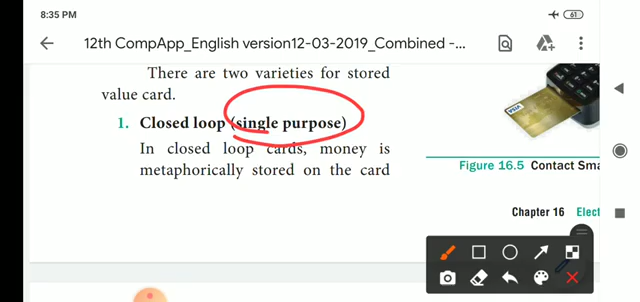 8:35 PM
61
12th CompApp_English version12-03-2019_Combined -...
There are two varieties for stored
value card.
1. Closed loop (single purpose)
In closed loop cards, money is
metaphorically stored on the card
VISA
Figure 16.5 Contact Sma
Chapter 16 Elect